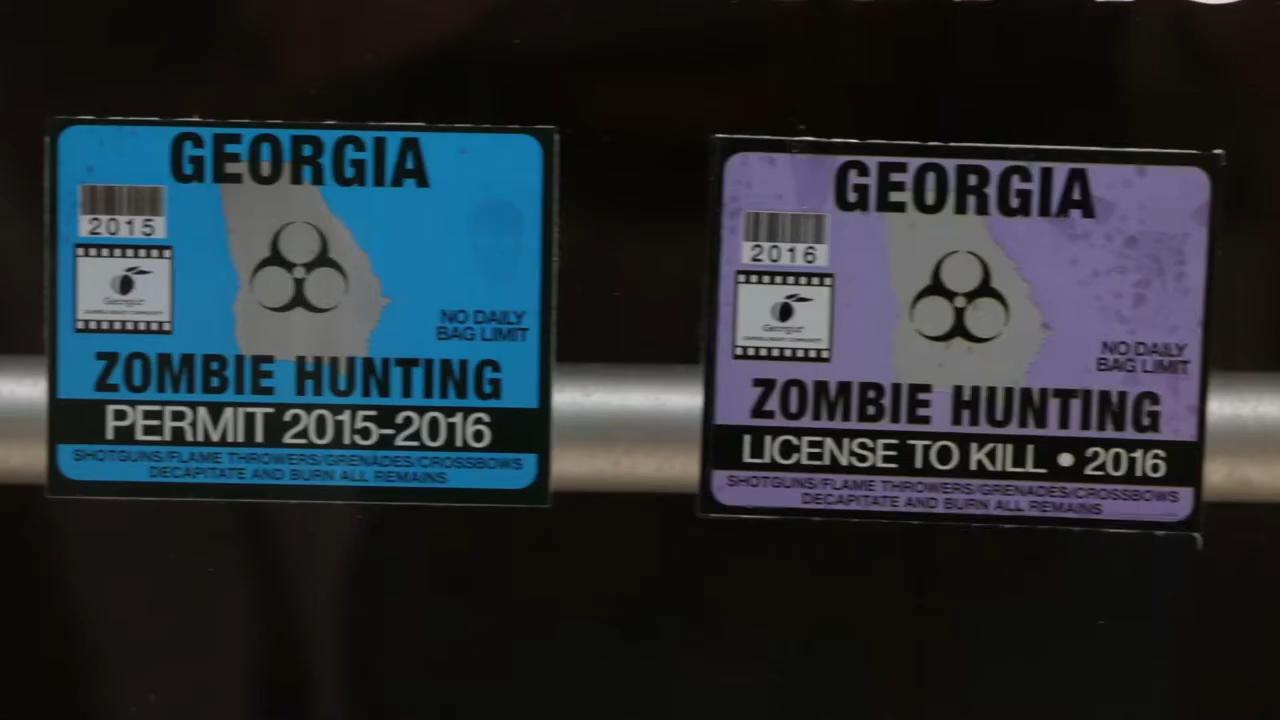 GEORGIA
2015
NO DAILY
BAG LIMIT
ZOMBIE HUNTING
PERMIT 2015-2016
SHOTGUNS/FLAME THROWERS/GRENADES/CROSSBOWS
DECAPITATE AND BURN ALL REMAINS
GEORGIA
2016
NO DAILY
BAG LIMIT
ZOMBIE HUNTING
LICENSE TO KILL • 2016
SHOTGUNS/FLAME THROWERS/GRENADES/CROSSBOWS
DECAPITATE AND BURN ALL REMAINS